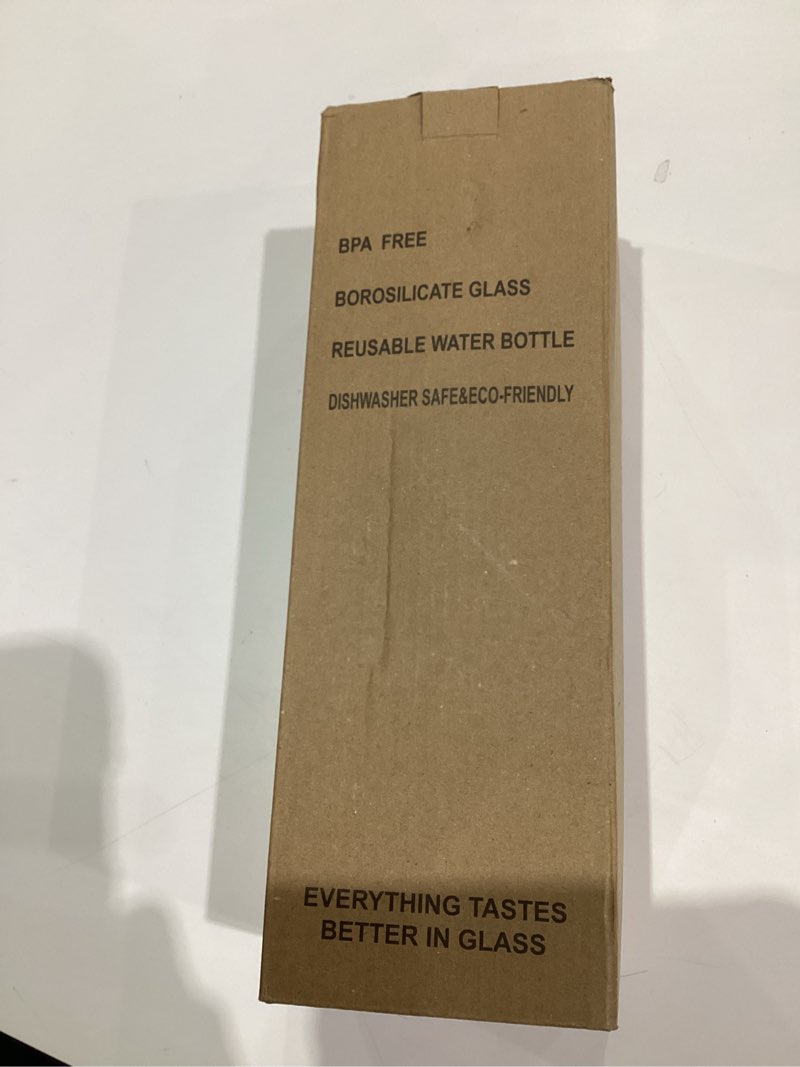 BPA FREE
BOROSILICATE GLASS
REUSABLE WATER BOTTLE
DISHWASHER SAFE&ECO-FRIENDLY
EVERYTHING TASTES
BETTER IN GLASS